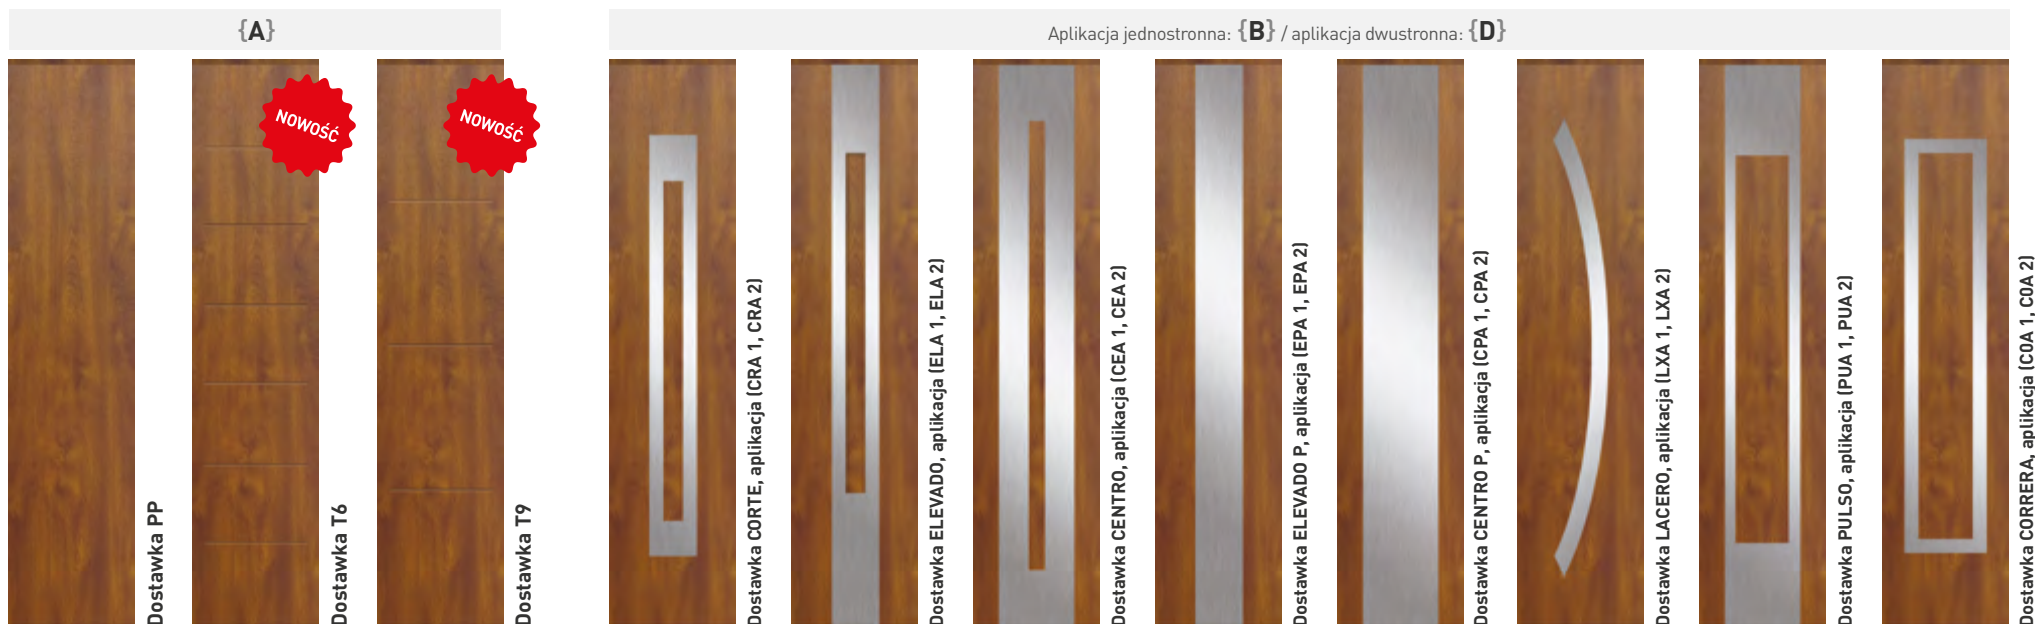 {A}
Aplikacja jednostronna: {B} / aplikacja dwustronna: {D}
NOWOŚĆ
NOWOŚĆ
Dostawka PP
Dostawka T6
Dostawka T9
Dostawka CORTE, aplikacja (CRA 1, CRA 2)
Dostawka ELEVADO, aplikacja (ELA 1, ELA 2)
Dostawka CENTRO, aplikacja (CEA 1, CEA 2)
Dostawka ELEVADO P, aplikacja (EPA 1, EPA 2)
Dostawka CENTRO P, aplikacja (CPA 1, CPA 2)
Dostawka LACERO, aplikacja (LXA 1, LXA 2)
Dostawka PULSO, aplikacja (PUA 1, PUA 2)
Dostawka CORRERA, aplikacja (C0A 1, C0A 2)